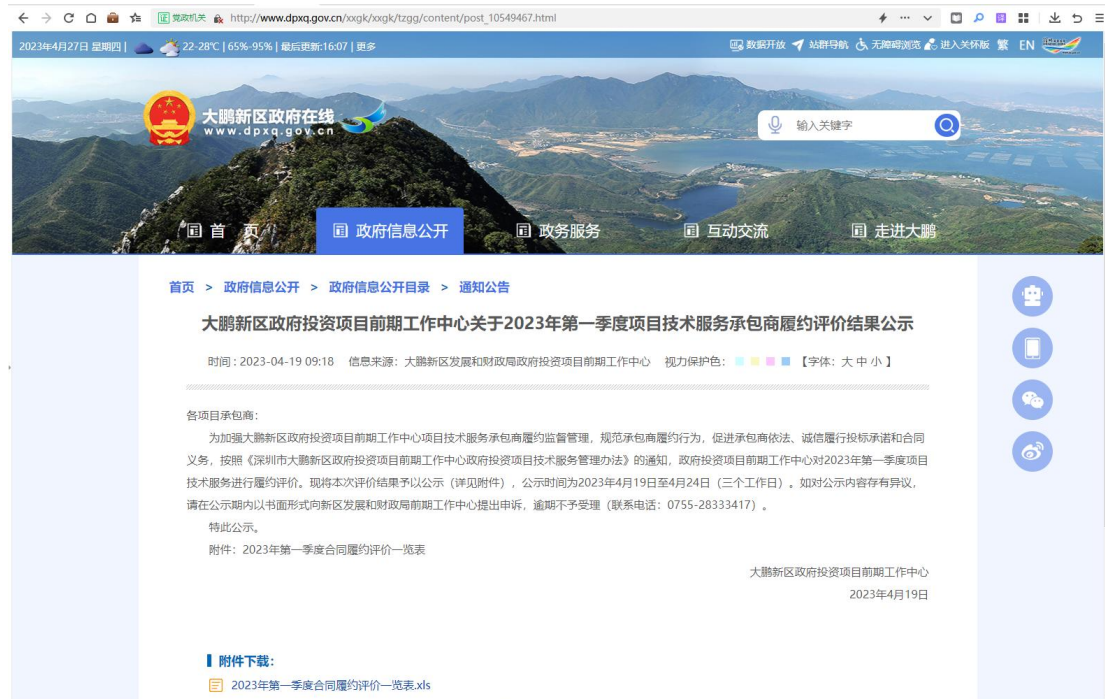 证 党政机关 http://www.dpxq.gov.cn/xxgk/xxgk/tzgg/content/post_10549467.html
2023年4月27日 星期四 | 22-28℃ | 65%-95% | 最后更新:16:07 | 更多 数据开放 站群导航 无障碍浏览 进入关怀版 繁 EN
大鹏新区政府在线
www.dpxq.gov.cn
输入关键字
首 页 政府信息公开 政务服务 互动交流 走进大鹏
首页 > 政府信息公开 > 政府信息公开目录 > 通知公告
大鹏新区政府投资项目前期工作中心关于2023年第一季度项目技术服务承包商履约评价结果公示
时间 : 2023-04-19 09:18 信息来源：大鹏新区发展和财政局政府投资项目前期工作中心 视力保护色： 【字体：大 中 小 】
各项目承包商：
为加强大鹏新区政府投资项目前期工作中心项目技术服务承包商履约监督管理，规范承包商履约行为，促进承包商依法、诚信履行投标承诺和合同
义务，按照《深圳市大鹏新区政府投资项目前期工作中心政府投资项目技术服务管理办法》的通知，政府投资项目前期工作中心对2023年第一季度项目
技术服务进行履约评价。现将本次评价结果予以公示（详见附件），公示时间为2023年4月19日至4月24日（三个工作日）。如对公示内容存有异议，
请在公示期内以书面形式向新区发展和财政局前期工作中心提出申诉，逾期不予受理（联系电话：0755-28333417）。
特此公示。
附件：2023年第一季度合同履约评价一览表
大鹏新区政府投资项目前期工作中心
2023年4月19日
附件下载：
2023年第一季度合同履约评价一览表.xls